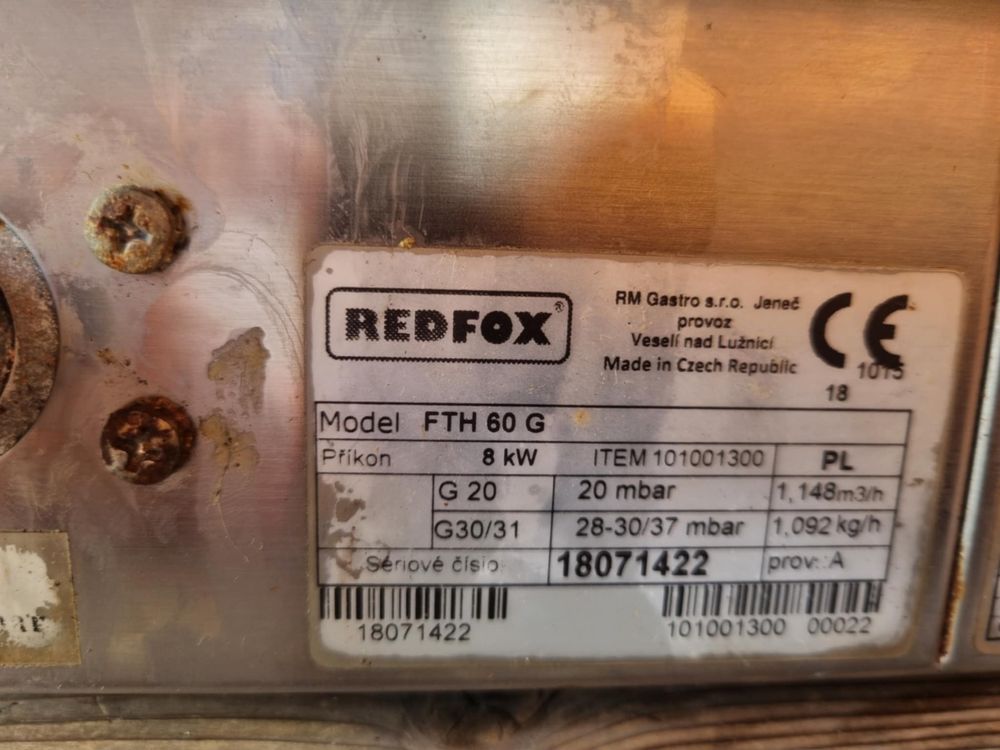 REDFOX®
RM Gastro s.r.o. Jeneč
provoz
Veselí nad Lužnicí
Made in Czech Republic
CE
1015
18
Model FTH 60 G
Příkon 8 kW ITEM 101001300 PL
G 20 20 mbar 1,148m3/h
G30/31 28-30/37 mbar 1,092 kg/h
Sériové číslo 18071422 prov.: A
18071422
101001300 00022